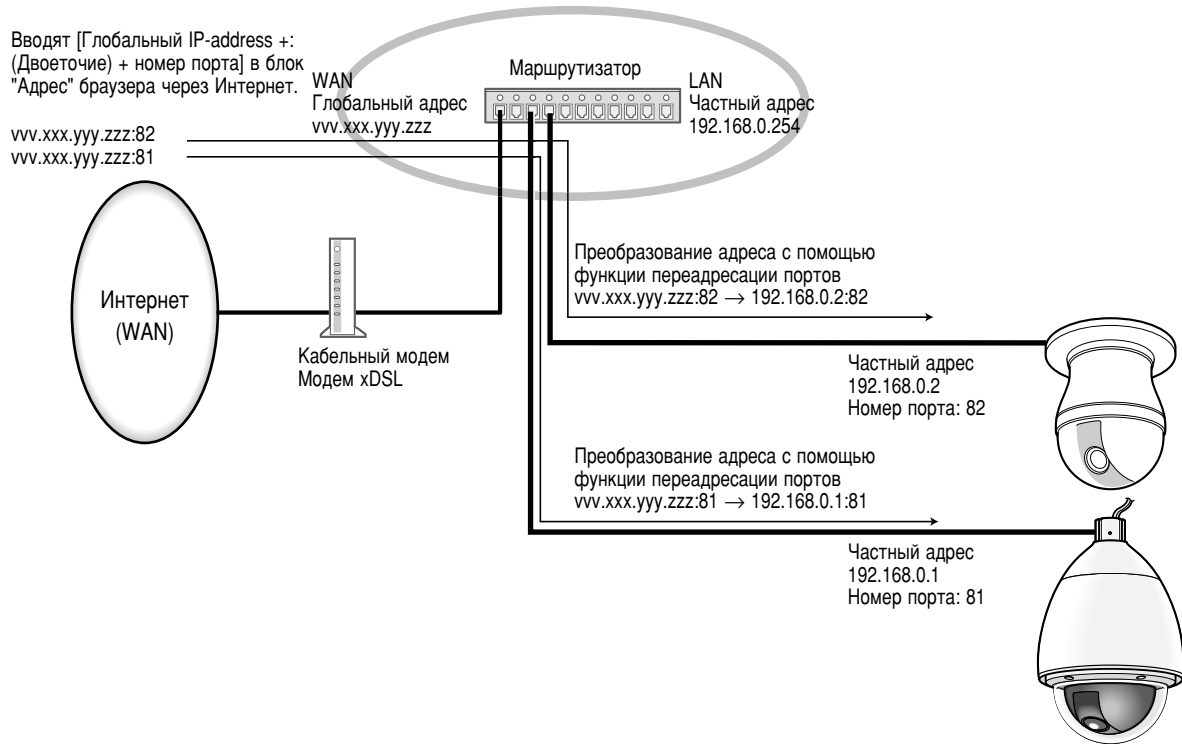 Вводят [Глобальный IP-address +:
(Двоеточие) + номер порта] в блок
"Адрес" браузера через Интернет.
vvv.xxx.yyy.zzz:82
vvv.xxx.yyy.zzz:81
WAN
Глобальный адрес
vvv.xxx.yyy.zzz
Маршрутизатор
LAN
Частный адрес
192.168.0.254
Интернет
(WAN)
Кабельный модем
Модем xDSL
Преобразование адреса с помощью
функции переадресации портов
vvv.xxx.yyy.zzz:82 → 192.168.0.2:82
Частный адрес
192.168.0.2
Номер порта: 82
Преобразование адреса с помощью
функции переадресации портов
vvv.xxx.yyy.zzz:81 → 192.168.0.1:81
Частный адрес
192.168.0.1
Номер порта: 81